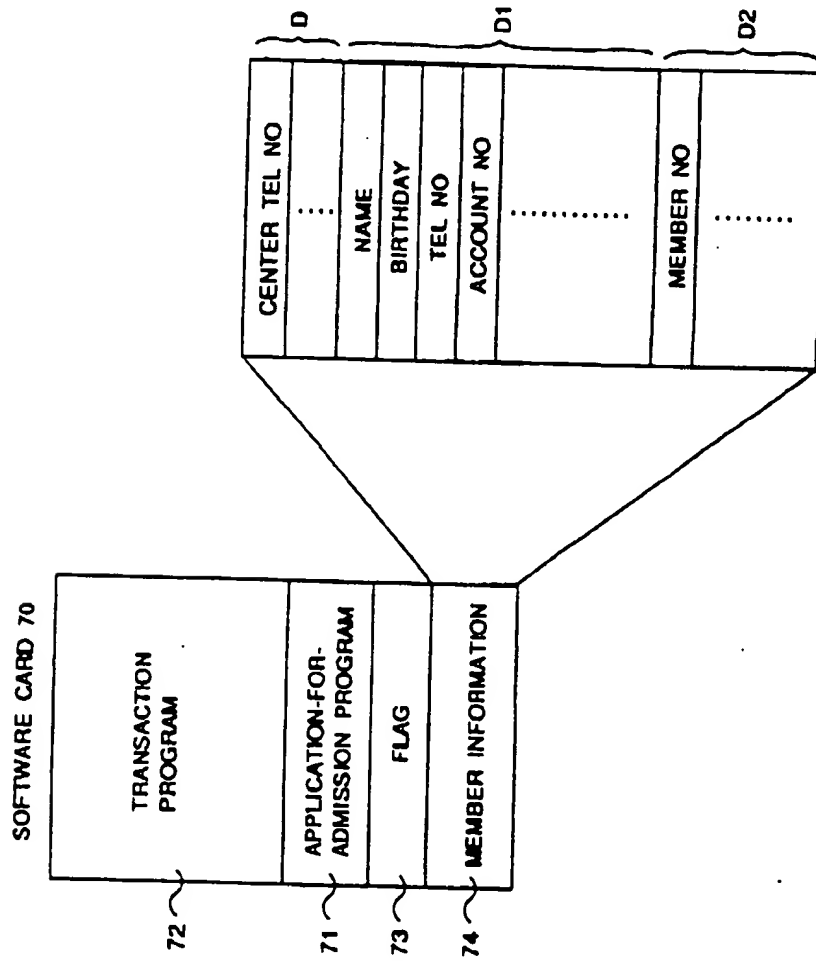 SOFTWARE CARD 70
TRANSACTION
PROGRAM
72
APPLICATION-FOR-
ADMISSION PROGRAM
71
FLAG
73
MEMBER INFORMATION
74
CENTER TEL NO
......
D
NAME
BIRTHDAY
TEL NO
ACCOUNT NO
............
D1
MEMBER NO
........
D2